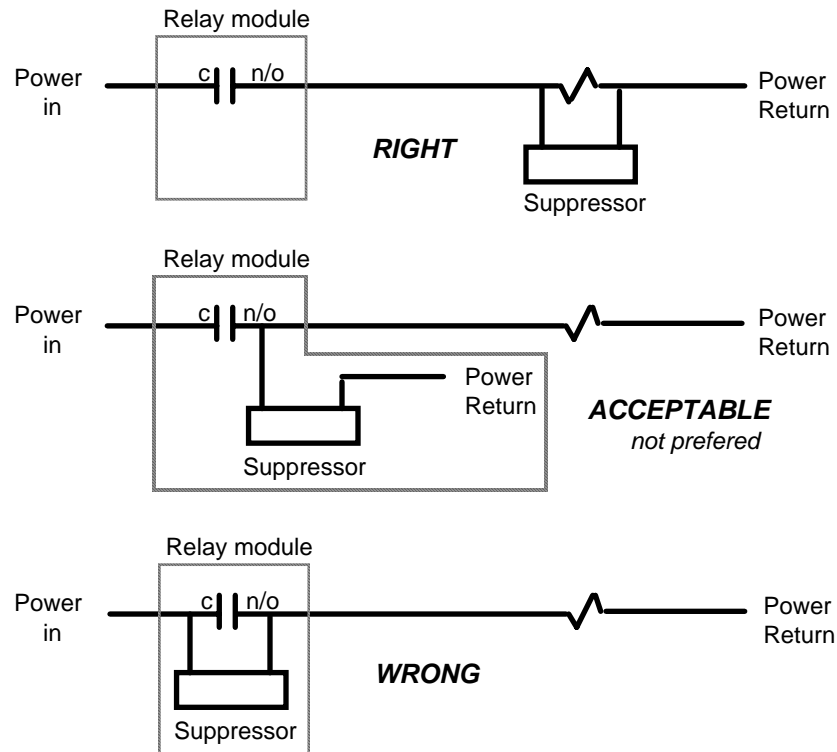 Relay module
Power
in
c n/o
Power
Return
RIGHT
Suppressor
Relay module
Power
in
c n/o
Power
Return
Power
Return
ACCEPTABLE
not prefered
Suppressor
Relay module
Power
in
c n/o
Power
Return
WRONG
Suppressor